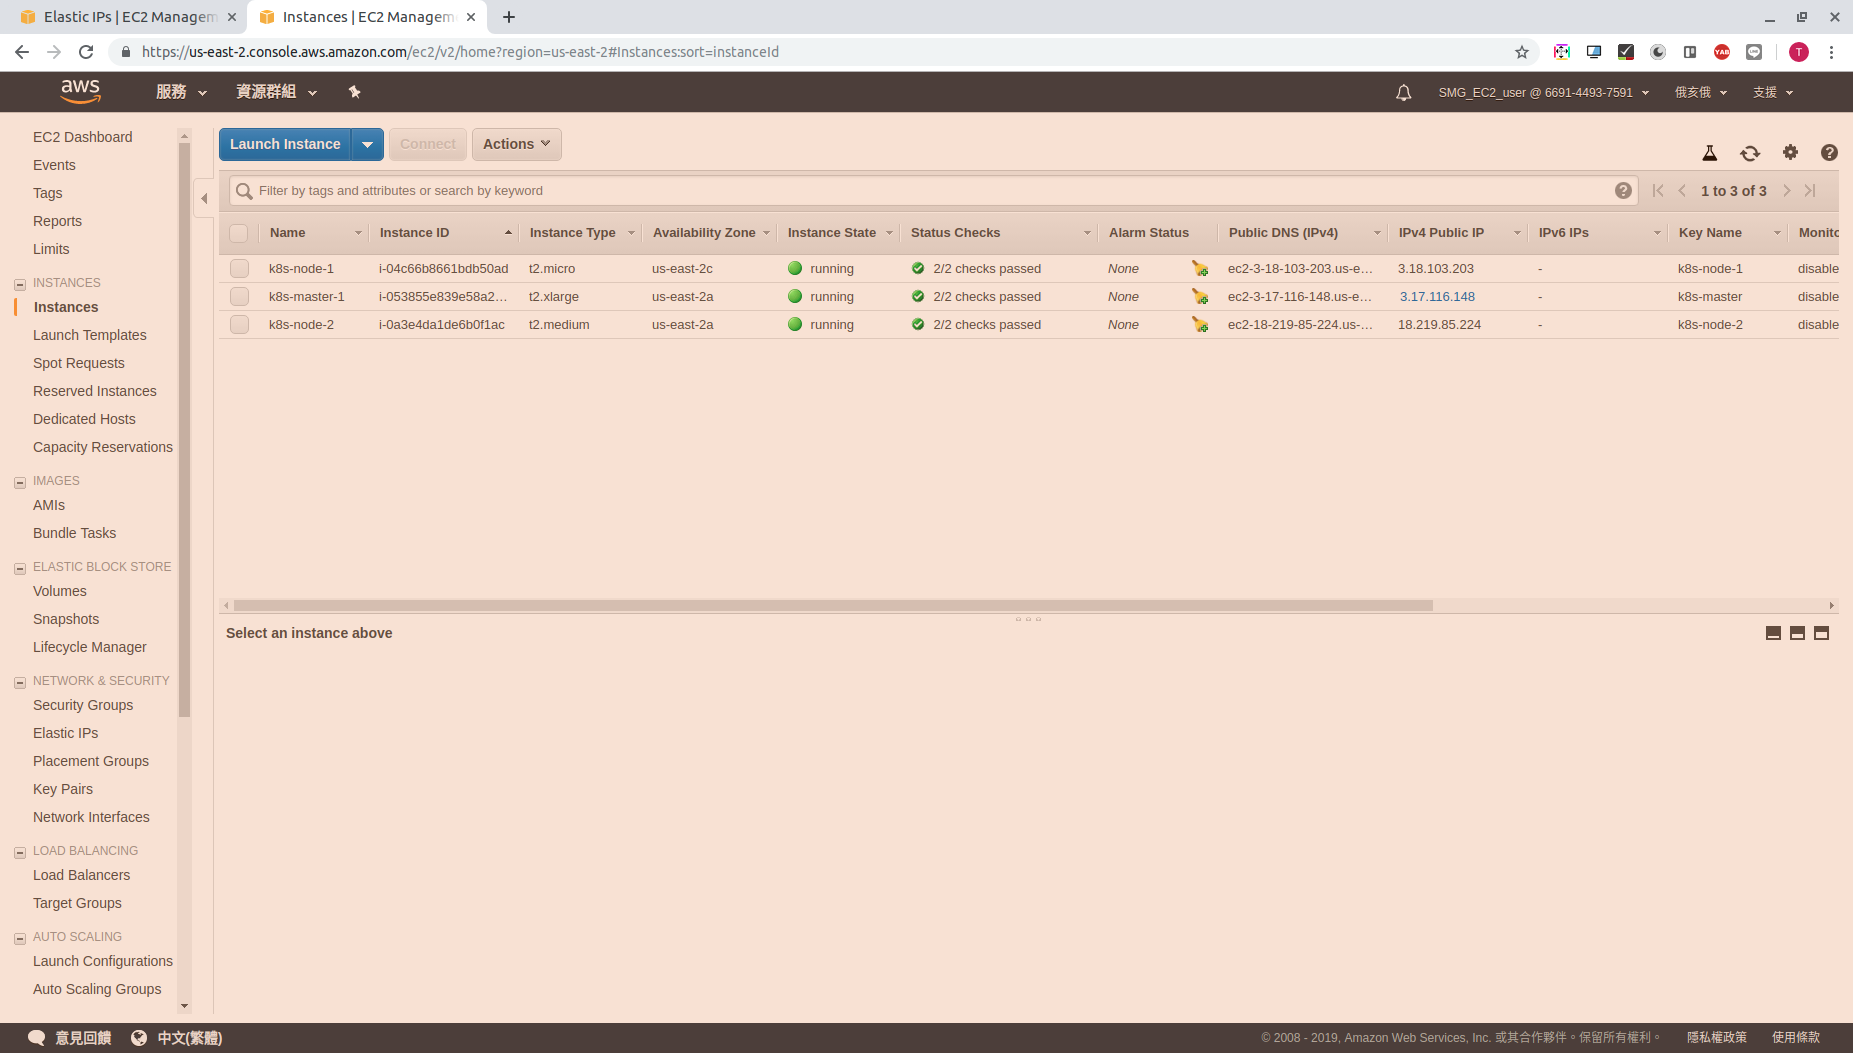 Elastic IPs | EC2 Managem
Instances | EC2 Managem
https://us-east-2.console.aws.amazon.com/ec2/v2/home?region=us-east-2#Instances:sort=instanceId
YAB
T
aws
服務
資源群組
SMG_EC2_user @ 6691-4493-7591
俄亥俄
支援
EC2 Dashboard
Events
Tags
Reports
Limits
INSTANCES
Instances
Launch Templates
Spot Requests
Reserved Instances
Dedicated Hosts
Capacity Reservations
IMAGES
AMIs
Bundle Tasks
ELASTIC BLOCK STORE
Volumes
Snapshots
Lifecycle Manager
NETWORK & SECURITY
Security Groups
Elastic IPs
Placement Groups
Key Pairs
Network Interfaces
LOAD BALANCING
Load Balancers
Target Groups
AUTO SCALING
Launch Configurations
Auto Scaling Groups
Launch Instance
Connect
Actions
Filter by tags and attributes or search by keyword
1 to 3 of 3
Name Instance ID Instance Type Availability Zone Instance State Status Checks Alarm Status Public DNS (IPv4) IPv4 Public IP IPv6 IPs Key Name Monito
k8s-node-1 i-04c66b8661bdb50ad t2.micro us-east-2c running 2/2 checks passed None ec2-3-18-103-203.us-e... 3.18.103.203 - k8s-node-1 disable
k8s-master-1 i-053855e839e58a2... t2.xlarge us-east-2a running 2/2 checks passed None ec2-3-17-116-148.us-e... 3.17.116.148 - k8s-master disable
k8s-node-2 i-0a3e4da1de6b0f1ac t2.medium us-east-2a running 2/2 checks passed None ec2-18-219-85-224.us-... 18.219.85.224 - k8s-node-2 disable
Select an instance above
意見回饋
中文(繁體)
© 2008 - 2019, Amazon Web Services, Inc. 或其合作夥伴。保留所有權利。
隱私權政策
使用條款